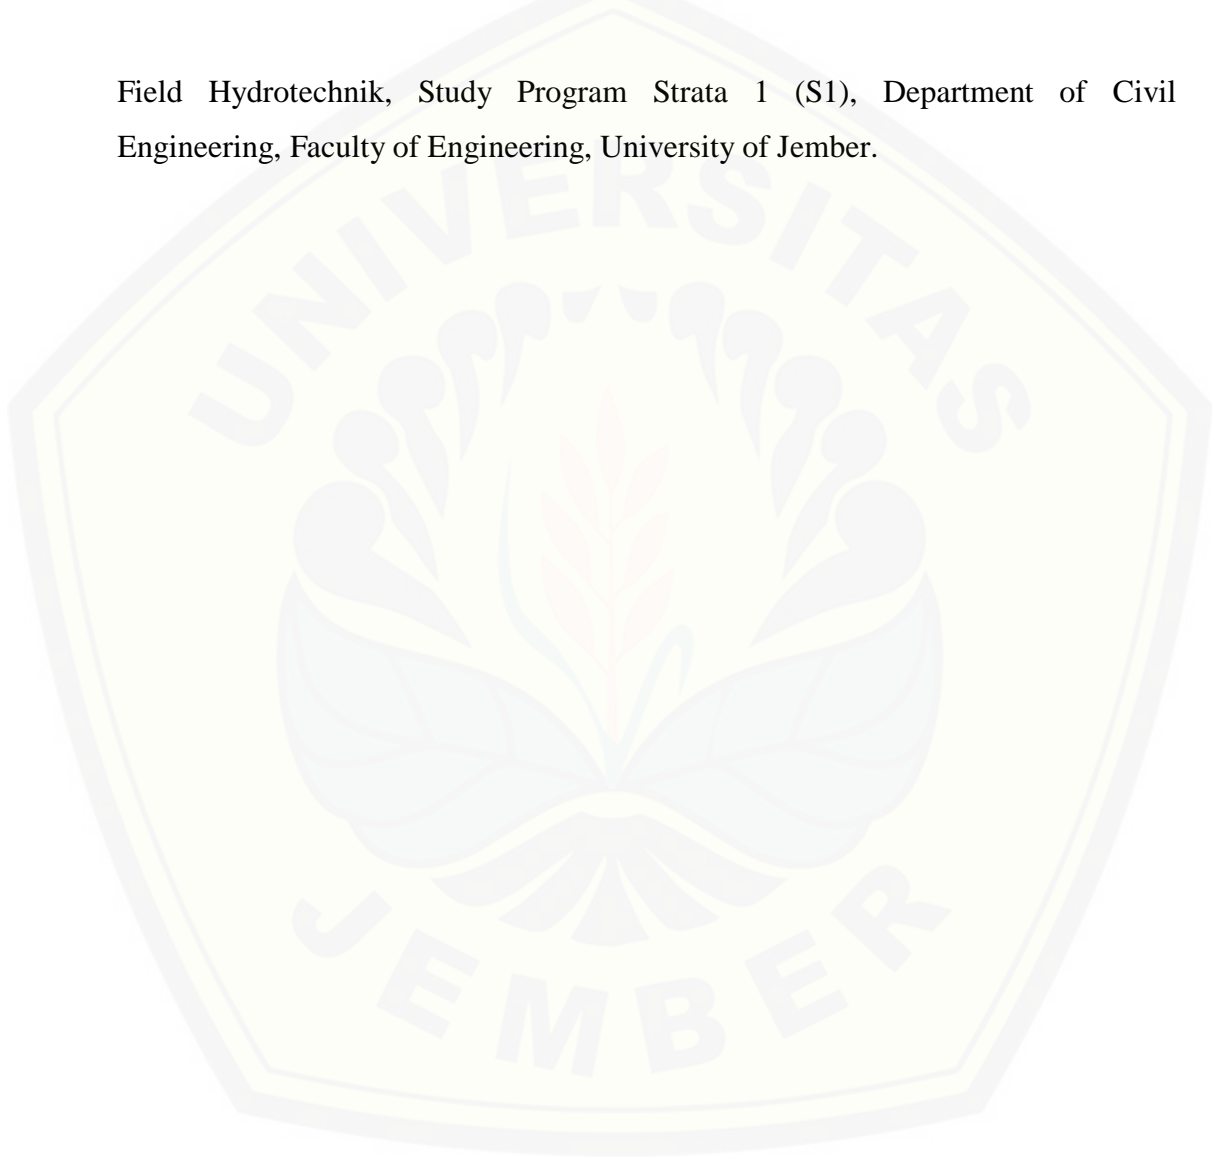 Field Hydrotechnik, Study Program Strata 1 (S1), Department of Civil
Engineering, Faculty of Engineering, University of Jember.
UNIVERSITAS
JEMBER